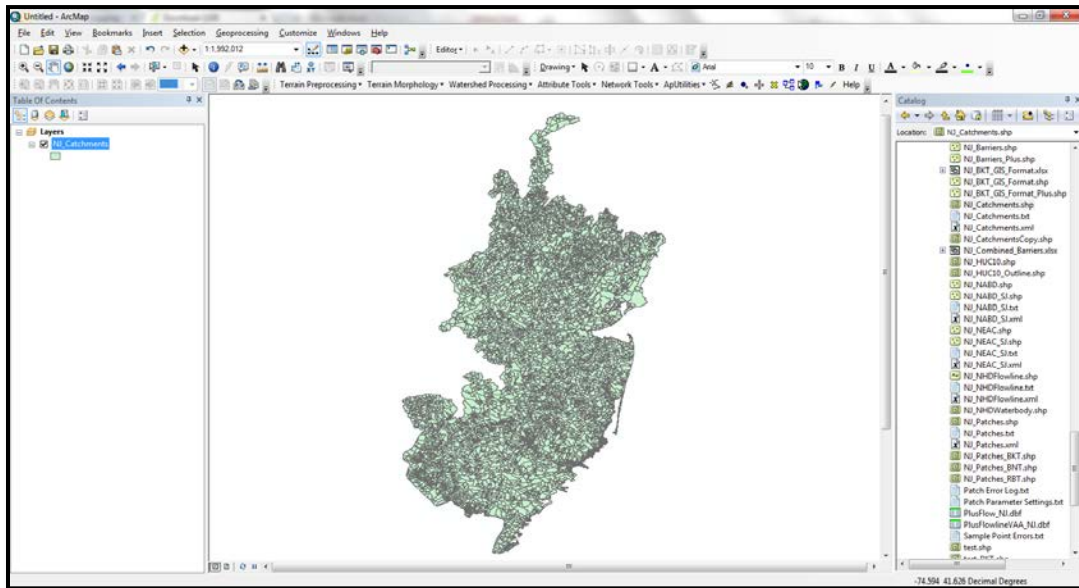 Untitled - ArcMap
File Edit View Bookmarks Insert Selection Geoprocessing Customize Windows Help
1:1,992,012 Editor
Drawing A Arial 10 B I U A
Terrain Preprocessing Terrain Morphology Watershed Processing Attribute Tools Network Tools ApUtilities Help
Table Of Contents
Layers
NJ_Catchments
Catalog
Location: NJ_Catchments.shp
NJ_Barriers.shp
NJ_Barriers_Plus.shp
NJ_BKT_GIS_Format.xlsx
NJ_BKT_GIS_Format.shp
NJ_BKT_GIS_Format_Plus.shp
NJ_Catchments.shp
NJ_Catchments.txt
NJ_Catchments.xml
NJ_CatchmentsCopy.shp
NJ_Combined_Barriers.xlsx
NJ_HUC10.shp
NJ_HUC10_Outline.shp
NJ_NABD.shp
NJ_NABD_SJ.shp
NJ_NABD_SJ.txt
NJ_NABD_SJ.xml
NJ_NEAC.shp
NJ_NEAC_SJ.shp
NJ_NEAC_SJ.txt
NJ_NEAC_SJ.xml
NJ_NHDFlowline.shp
NJ_NHDFlowline.txt
NJ_NHDFlowline.xml
NJ_NHDWaterbody.shp
NJ_Patches.shp
NJ_Patches.txt
NJ_Patches.xml
NJ_Patches_BKT.shp
NJ_Patches_BNT.shp
NJ_Patches_RBT.shp
Patch Error Log.txt
Patch Parameter Settings.txt
PlusFlow_NJ.dbf
PlusFlowlineVAA_NJ.dbf
Sample Point Errors.txt
test.shp
-74.594 41.626 Decimal Degrees